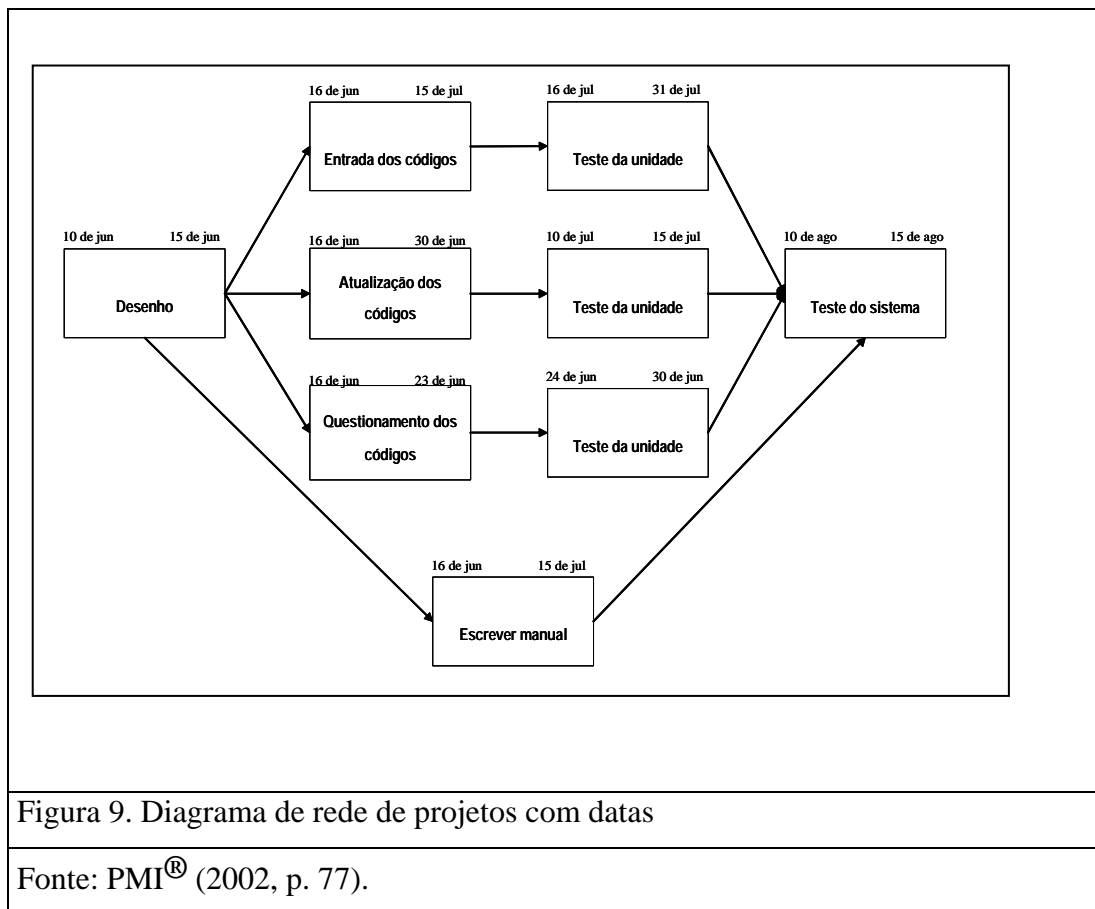 16 de jun 15 de jul 16 de jul 31 de jul
Entrada dos códigos Teste da unidade
10 de jun 15 de jun 16 de jun 30 de jun 10 de jul 15 de jul 10 de ago 15 de ago
Atualização dos
códigos
Desenho Teste da unidade Teste do sistema
16 de jun 23 de jun 24 de jun 30 de jun
Questionamento dos
códigos
Teste da unidade
16 de jun 15 de jul
Escrever manual
Figura 9. Diagrama de rede de projetos com datas
Fonte: PMI® (2002, p. 77).